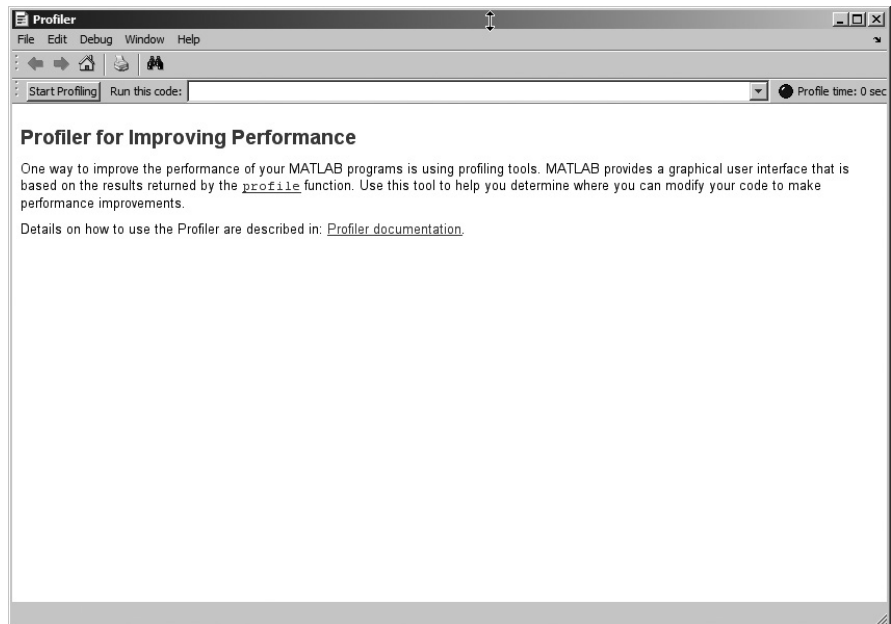 Profiler
File Edit Debug Window Help
Start Profiling Run this code: Profile time: 0 sec
Profiler for Improving Performance
One way to improve the performance of your MATLAB programs is using profiling tools. MATLAB provides a graphical user interface that is
based on the results returned by the profile function. Use this tool to help you determine where you can modify your code to make
performance improvements.
Details on how to use the Profiler are described in: Profiler documentation.